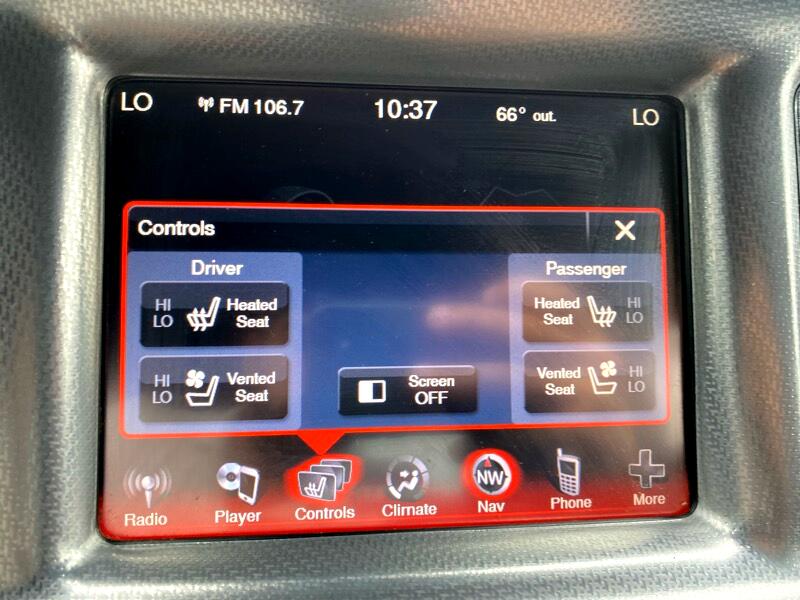 LO FM 106.7 10:37 66° out. LO
Controls X
Driver
Passenger
HI LO Heated Seat
Heated Seat HI LO
HI LO Vented Seat
Screen OFF
Vented Seat HI LO
Radio Player Controls Climate NW Nav Phone More